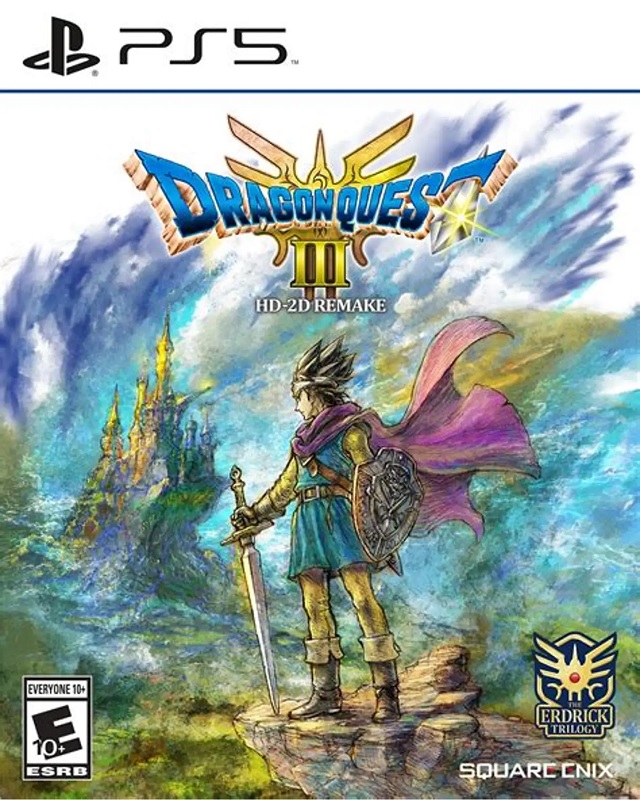 PS5
DRAGON QUEST
III
HD-2D REMAKE
EVERYONE 10+
E
10+
ESRB
THE
ERDRICK
TRILOGY
SQUARE ENIX